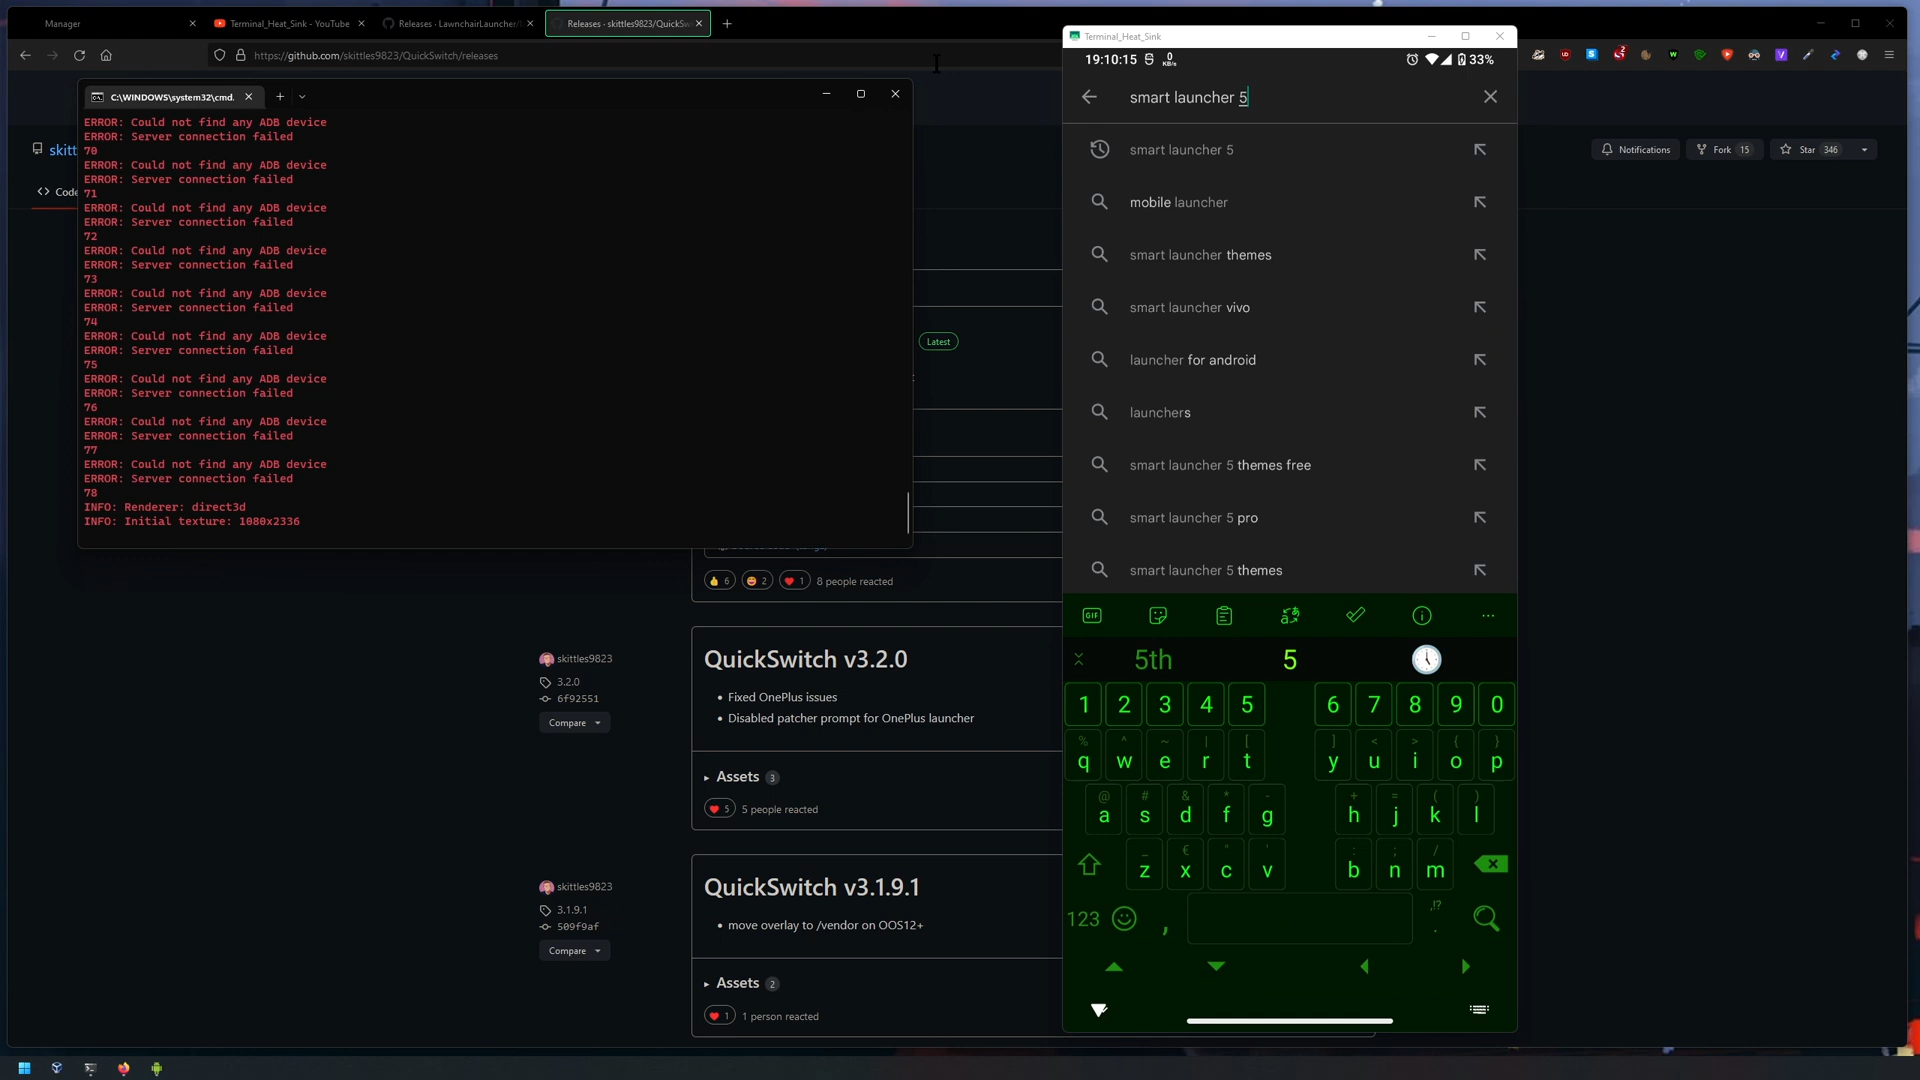 Manager
Terminal_Heat_Sink - YouTube
Releases · LawnchairLauncher/
Releases · skittles9823/QuickSw
https://github.com/skittles9823/QuickSwitch/releases
C:\WINDOWS\system32\cmd.
ERROR: Could not find any ADB device
ERROR: Server connection failed
70
ERROR: Could not find any ADB device
ERROR: Server connection failed
71
ERROR: Could not find any ADB device
ERROR: Server connection failed
72
ERROR: Could not find any ADB device
ERROR: Server connection failed
73
ERROR: Could not find any ADB device
ERROR: Server connection failed
74
ERROR: Could not find any ADB device
ERROR: Server connection failed
75
ERROR: Could not find any ADB device
ERROR: Server connection failed
76
ERROR: Could not find any ADB device
ERROR: Server connection failed
77
ERROR: Could not find any ADB device
ERROR: Server connection failed
78
INFO: Renderer: direct3d
INFO: Initial texture: 1080x2336
skitt
Code
Notifications
Fork 15
Star 346
Latest
6 2 1 8 people reacted
skittles9823
3.2.0
6f92551
Compare
QuickSwitch v3.2.0
• Fixed OnePlus issues
• Disabled patcher prompt for OnePlus launcher
Assets 3
5 5 people reacted
skittles9823
3.1.9.1
509f9af
Compare
QuickSwitch v3.1.9.1
• move overlay to /vendor on OOS12+
Assets 2
1 1 person reacted
Terminal_Heat_Sink
19:10:15 0 KB/s 33%
smart launcher 5
smart launcher 5
mobile launcher
smart launcher themes
smart launcher vivo
launcher for android
launchers
smart launcher 5 themes free
smart launcher 5 pro
smart launcher 5 themes
GIF
5th 5
1 2 3 4 5 6 7 8 9 0
% ^ ~ | [ ] < > { }
q w e r t y u i o p
@ # & * - + = ( )
a s d f g h j k l
_ € " ' : ; /
z x c v b n m
123 , ,!? .